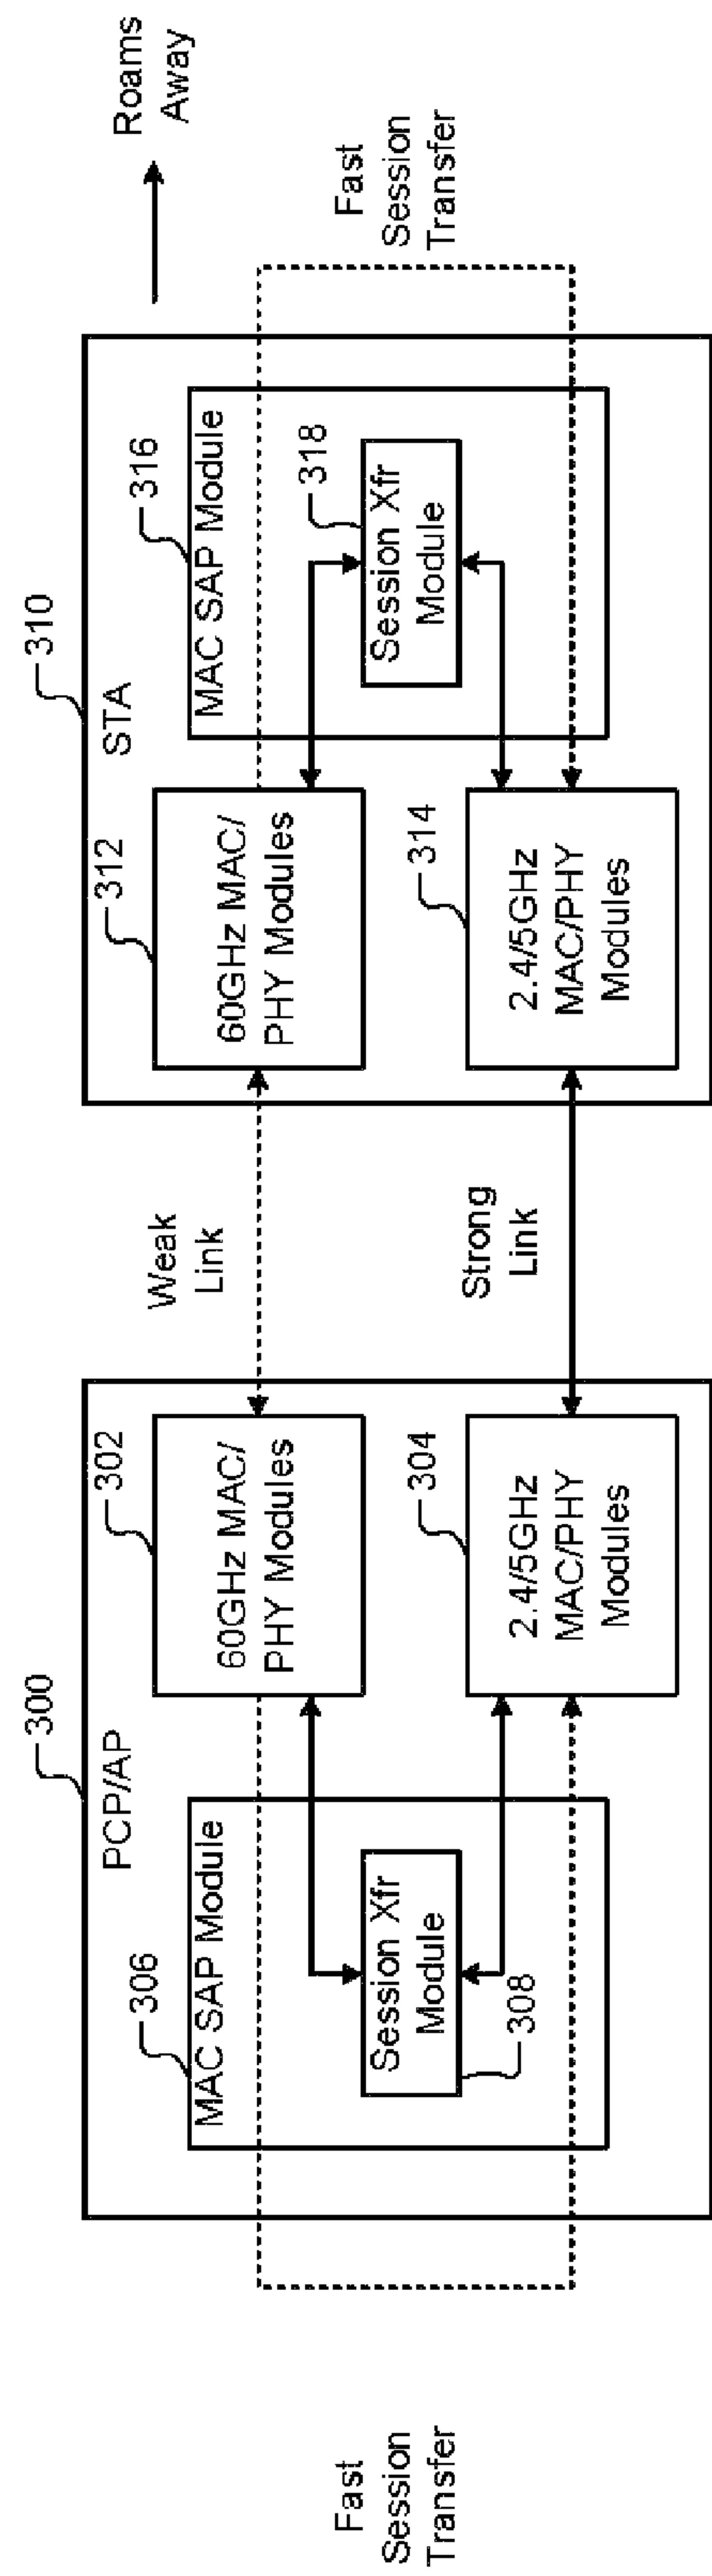 Fast
Session
Transfer
300
PCP/AP
306
MAC SAP Module
Session Xfr
Module
308
302
60GHz MAC/
PHY Modules
304
2.4/5GHz
MAC/PHY
Modules
Weak
Link
Strong
Link
310
STA
312
60GHz MAC/
PHY Modules
314
2.4/5GHz
MAC/PHY
Modules
316
MAC SAP Module
318
Session Xfr
Module
Roams
Away
Fast
Session
Transfer